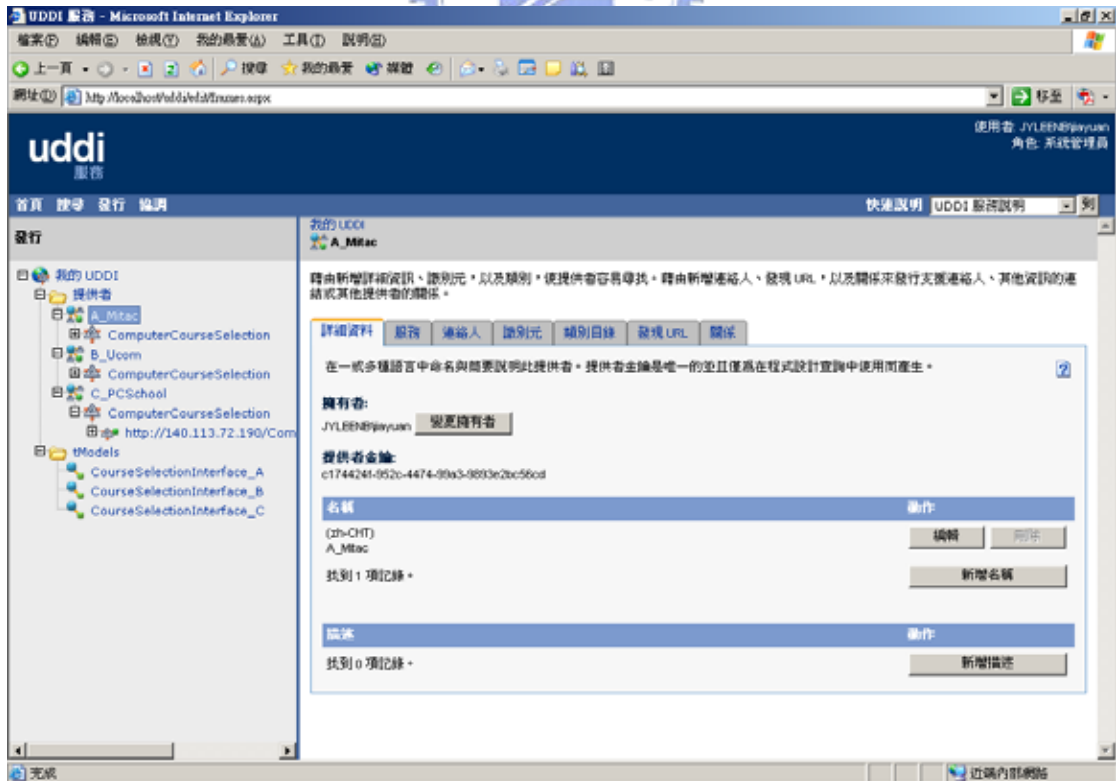 UDDI 服務 - Microsoft Internet Explorer
檔案(F) 編輯(E) 檢視(V) 我的最愛(A) 工具(T) 說明(H)
上一頁 搜尋 我的最愛 媒體
網址(D) 移至
使用者: JYLEENB\jiayuan
角色: 系統管理員
uddi
服務
首頁 搜尋 發行 協調
快速說明 UDDI 服務說明 到
發行
我的 UDDI
提供者
A_Mitac
ComputerCourseSelection
B_Ucom
ComputerCourseSelection
C_PCSchool
ComputerCourseSelection
http://140.113.72.190/Com
tModels
CourseSelectionInterface_A
CourseSelectionInterface_B
CourseSelectionInterface_C
我的 UDDI
A_Mitac
藉由新增詳細資訊、識別元，以及類別，使提供者容易尋找。藉由新增連絡人、發現 URL，以及關係來發行支援連絡人、其他資訊的連
結或其他提供者的關係。
詳細資料 服務 連絡人 識別元 類別目錄 發現 URL 關係
在一或多種語言中命名與簡要說明此提供者。提供者金鑰是唯一的並且僅為在程式設計查詢中使用而產生。
擁有者:
JYLEENB\jiayuan 變更擁有者
提供者金鑰:
c1744241-952c-4474-99a3-9893e2bc56cd
名稱 動作
(zh-CHT)
A_Mitac
編輯 刪除
找到 1 項記錄。 新增名稱
描述 動作
找到 0 項記錄。 新增描述
完成 近端內部網路